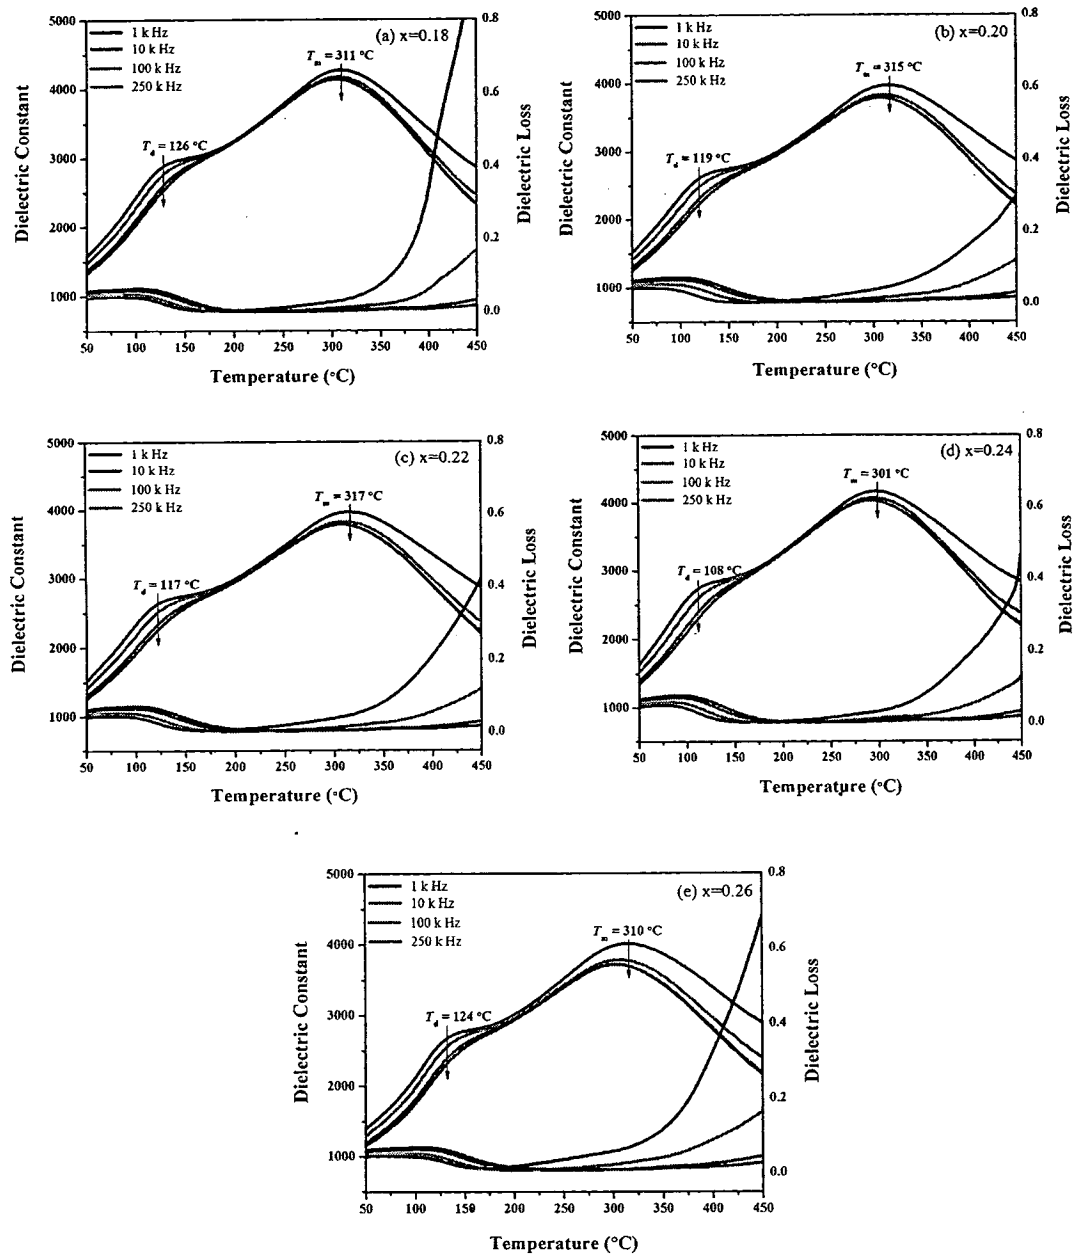 (a) x=0.18
1 k Hz
10 k Hz
100 k Hz
250 k Hz
Tm = 311 °C
Td = 126 °C
5000
4000
3000
2000
1000
0.8
0.6
0.4
0.2
0.0
50 100 150 200 250 300 350 400 450
Dielectric Constant
Dielectric Loss
Temperature (°C)
(b) x=0.20
1 k Hz
10 k Hz
100 k Hz
250 k Hz
Tm = 315 °C
Td = 119 °C
5000
4000
3000
2000
1000
0.8
0.6
0.4
0.2
0.0
50 100 150 200 250 300 350 400 450
Dielectric Constant
Dielectric Loss
Temperature (°C)
(c) x=0.22
1 k Hz
10 k Hz
100 k Hz
250 k Hz
Tm = 317 °C
Td = 117 °C
5000
4000
3000
2000
1000
0.8
0.6
0.4
0.2
0.0
50 100 150 200 250 300 350 400 450
Dielectric Constant
Dielectric Loss
Temperature (°C)
(d) x=0.24
1 k Hz
10 k Hz
100 k Hz
250 k Hz
Tm = 301 °C
Td = 108 °C
5000
4000
3000
2000
1000
0.8
0.6
0.4
0.2
0.0
50 100 150 200 250 300 350 400 450
Dielectric Constant
Dielectric Loss
Temperature (°C)
(e) x=0.26
1 k Hz
10 k Hz
100 k Hz
250 k Hz
Tm = 310 °C
Td = 124 °C
5000
4000
3000
2000
1000
0.8
0.6
0.4
0.2
0.0
50 100 150 200 250 300 350 400 450
Dielectric Constant
Dielectric Loss
Temperature (°C)